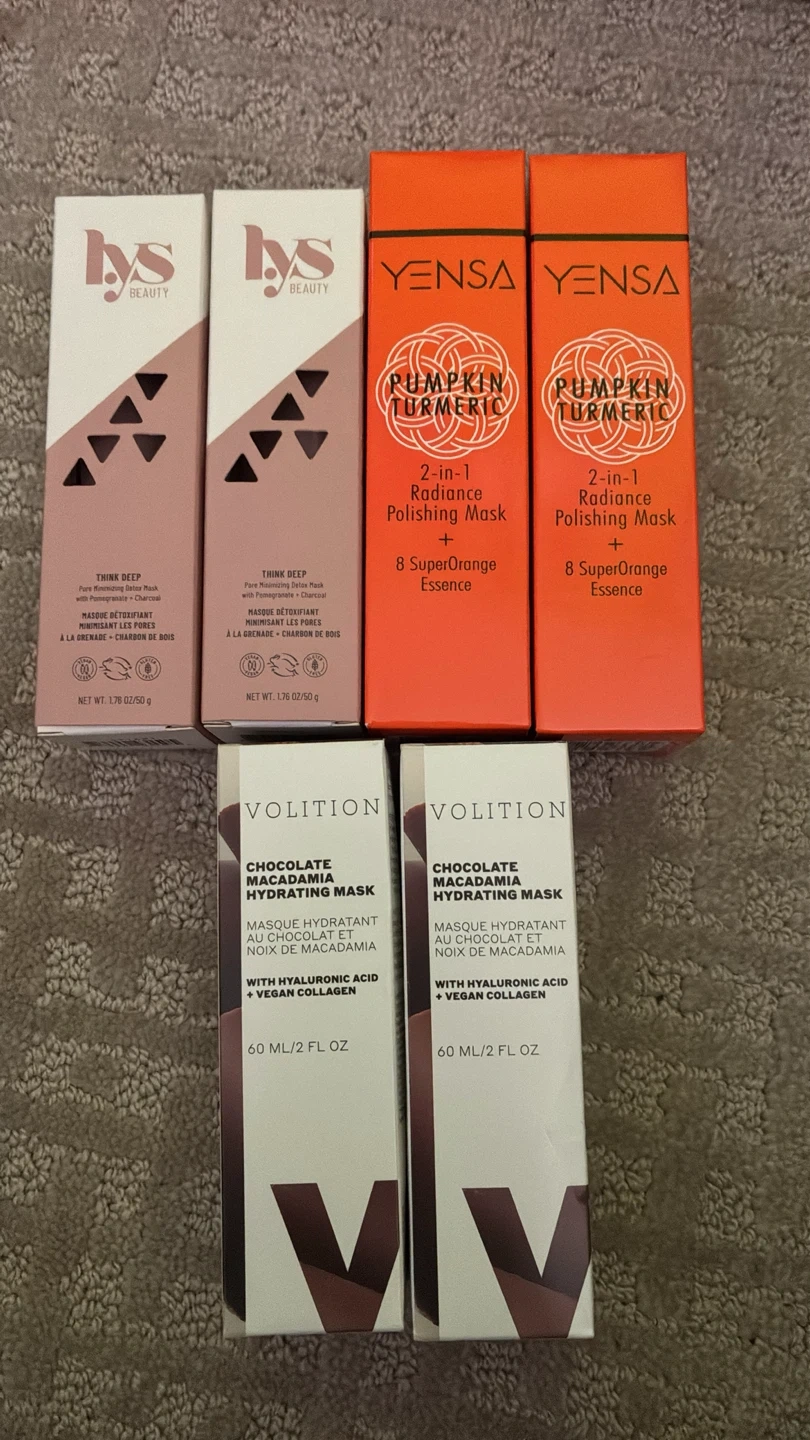 lys
BEAUTY
THINK DEEP
Pore Minimizing Detox Mask
with Pomegranate + Charcoal
MASQUE DÉTOXIFIANT
MINIMISANT LES PORES
À LA GRENADE + CHARBON DE BOIS
NET WT. 1.76 OZ/50 g
lys
BEAUTY
THINK DEEP
Pore Minimizing Detox Mask
with Pomegranate + Charcoal
MASQUE DÉTOXIFIANT
MINIMISANT LES PORES
À LA GRENADE + CHARBON DE BOIS
NET WT. 1.76 OZ/50 g
YENSA
PUMPKIN
TURMERIC
2-in-1
Radiance
Polishing Mask
+
8 SuperOrange
Essence
YENSA
PUMPKIN
TURMERIC
2-in-1
Radiance
Polishing Mask
+
8 SuperOrange
Essence
VOLITION
CHOCOLATE
MACADAMIA
HYDRATING MASK
MASQUE HYDRATANT
AU CHOCOLAT ET
NOIX DE MACADAMIA
WITH HYALURONIC ACID
+ VEGAN COLLAGEN
60 ML/2 FL OZ
V
VOLITION
CHOCOLATE
MACADAMIA
HYDRATING MASK
MASQUE HYDRATANT
AU CHOCOLAT ET
NOIX DE MACADAMIA
WITH HYALURONIC ACID
+ VEGAN COLLAGEN
60 ML/2 FL OZ
V